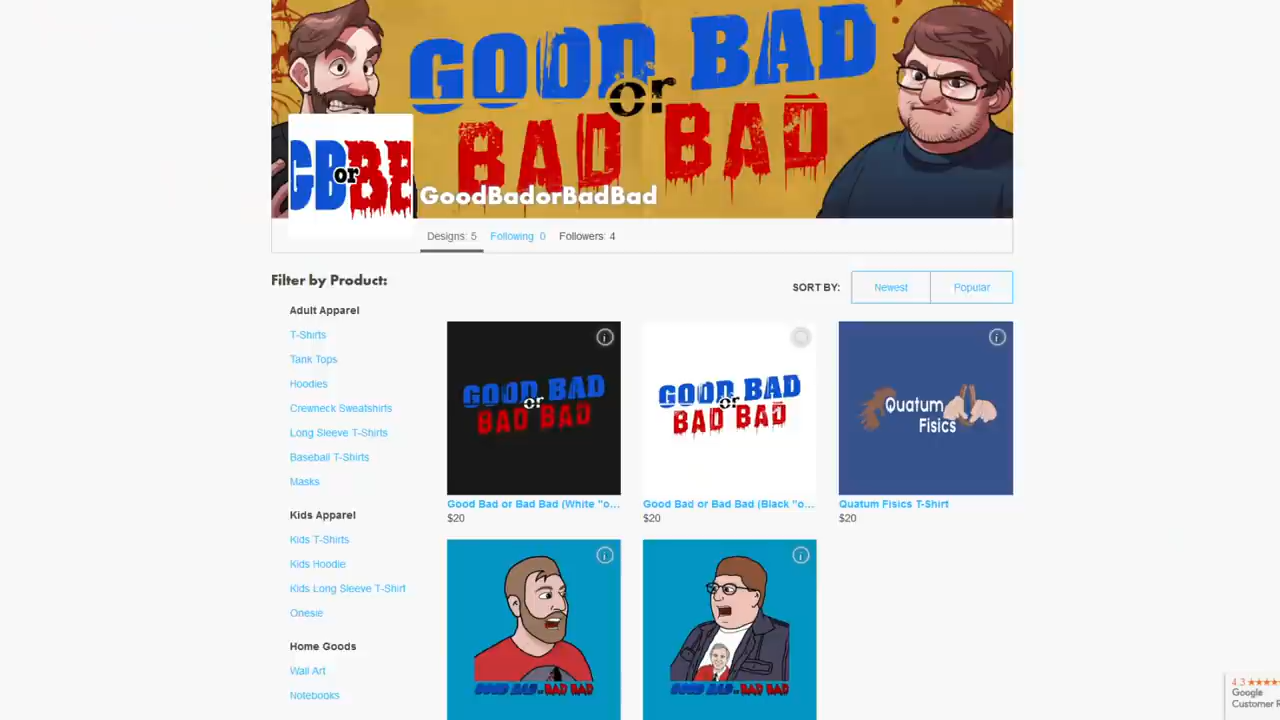 GOOD BAD
or
BAD BAD
GB or BB
GoodBadorBadBad
Designs: 5 Following 0 Followers: 4
Filter by Product:
SORT BY: Newest Popular
Adult Apparel
T-Shirts
Tank Tops
Hoodies
Crewneck Sweatshirts
Long Sleeve T-Shirts
Baseball T-Shirts
Masks
Kids Apparel
Kids T-Shirts
Kids Hoodie
Kids Long Sleeve T-Shirt
Onesie
Home Goods
Wall Art
Notebooks
GOOD BAD
or
BAD BAD
Good Bad or Bad Bad (White "o...
$20
GOOD BAD
or
BAD BAD
Good Bad or Bad Bad (Black "o...
$20
Quatum
Fisics
Quatum Fisics T-Shirt
$20
GOOD BAD or BAD BAD
GOOD BAD or BAD BAD
4.3
Google
Customer R